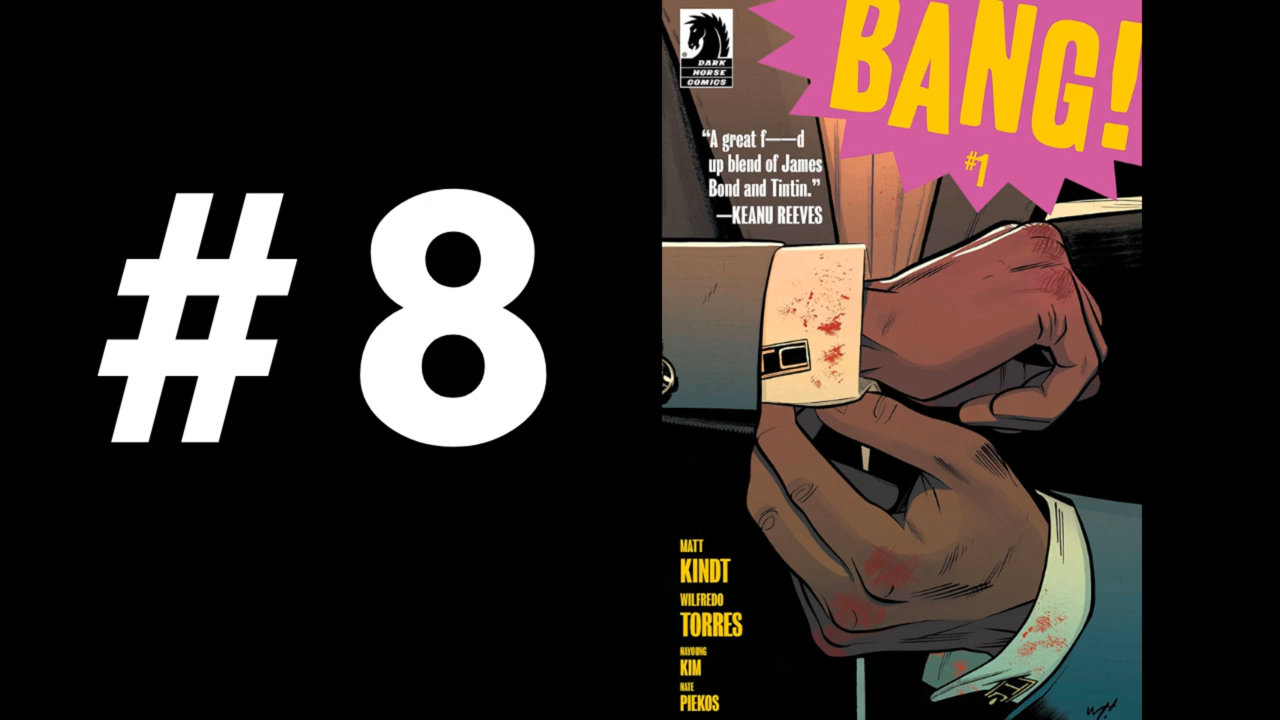 #8
DARK
HORSE
COMICS
BANG!
#1
“A great f——d
up blend of James
Bond and Tintin.”
—KEANU REEVES
MATT
KINDT
WILFREDO
TORRES
NAYOUNG
KIM
NATE
PIEKOS